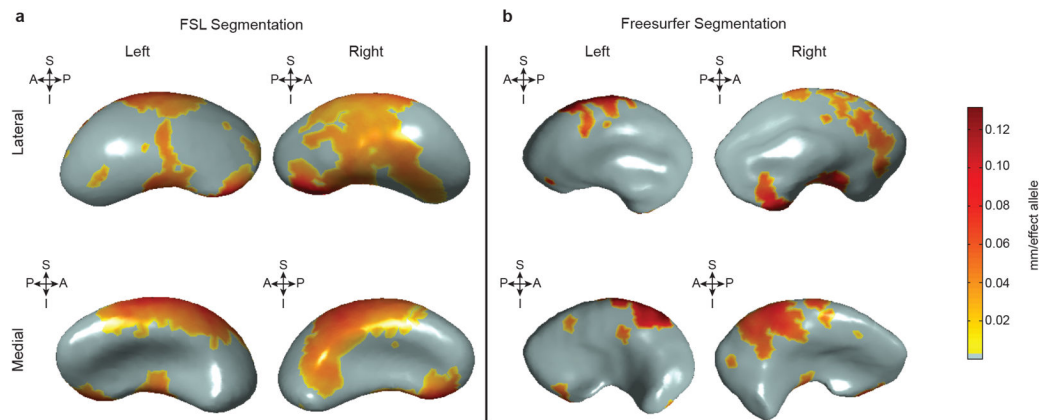 a
FSL Segmentation
b
Freesurfer Segmentation
Left
Right
Left
Right
S
A P
I
S
P A
I
S
A P
I
S
P A
I
Lateral
S
P A
I
S
A P
I
S
P A
I
S
A P
I
Medial
0.12
0.10
0.08
0.06
0.04
0.02
mm/effect allele